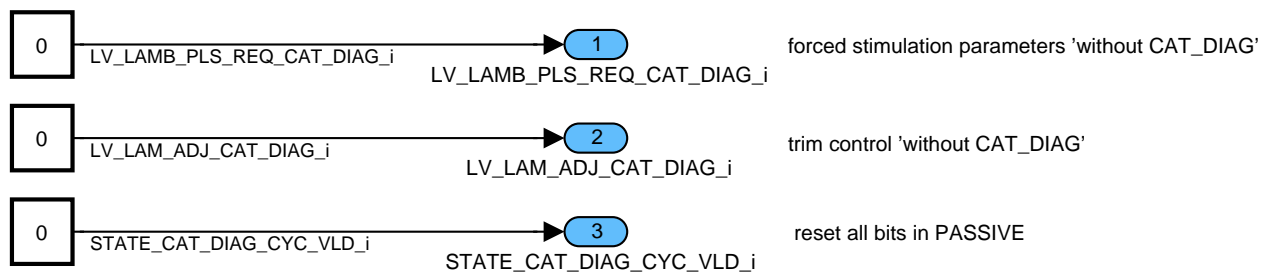 0
LV_LAMB_PLS_REQ_CAT_DIAG_i
1
LV_LAMB_PLS_REQ_CAT_DIAG_i
forced stimulation parameters 'without CAT_DIAG'
0
LV_LAM_ADJ_CAT_DIAG_i
2
LV_LAM_ADJ_CAT_DIAG_i
trim control 'without CAT_DIAG'
0
STATE_CAT_DIAG_CYC_VLD_i
3
STATE_CAT_DIAG_CYC_VLD_i
reset all bits in PASSIVE